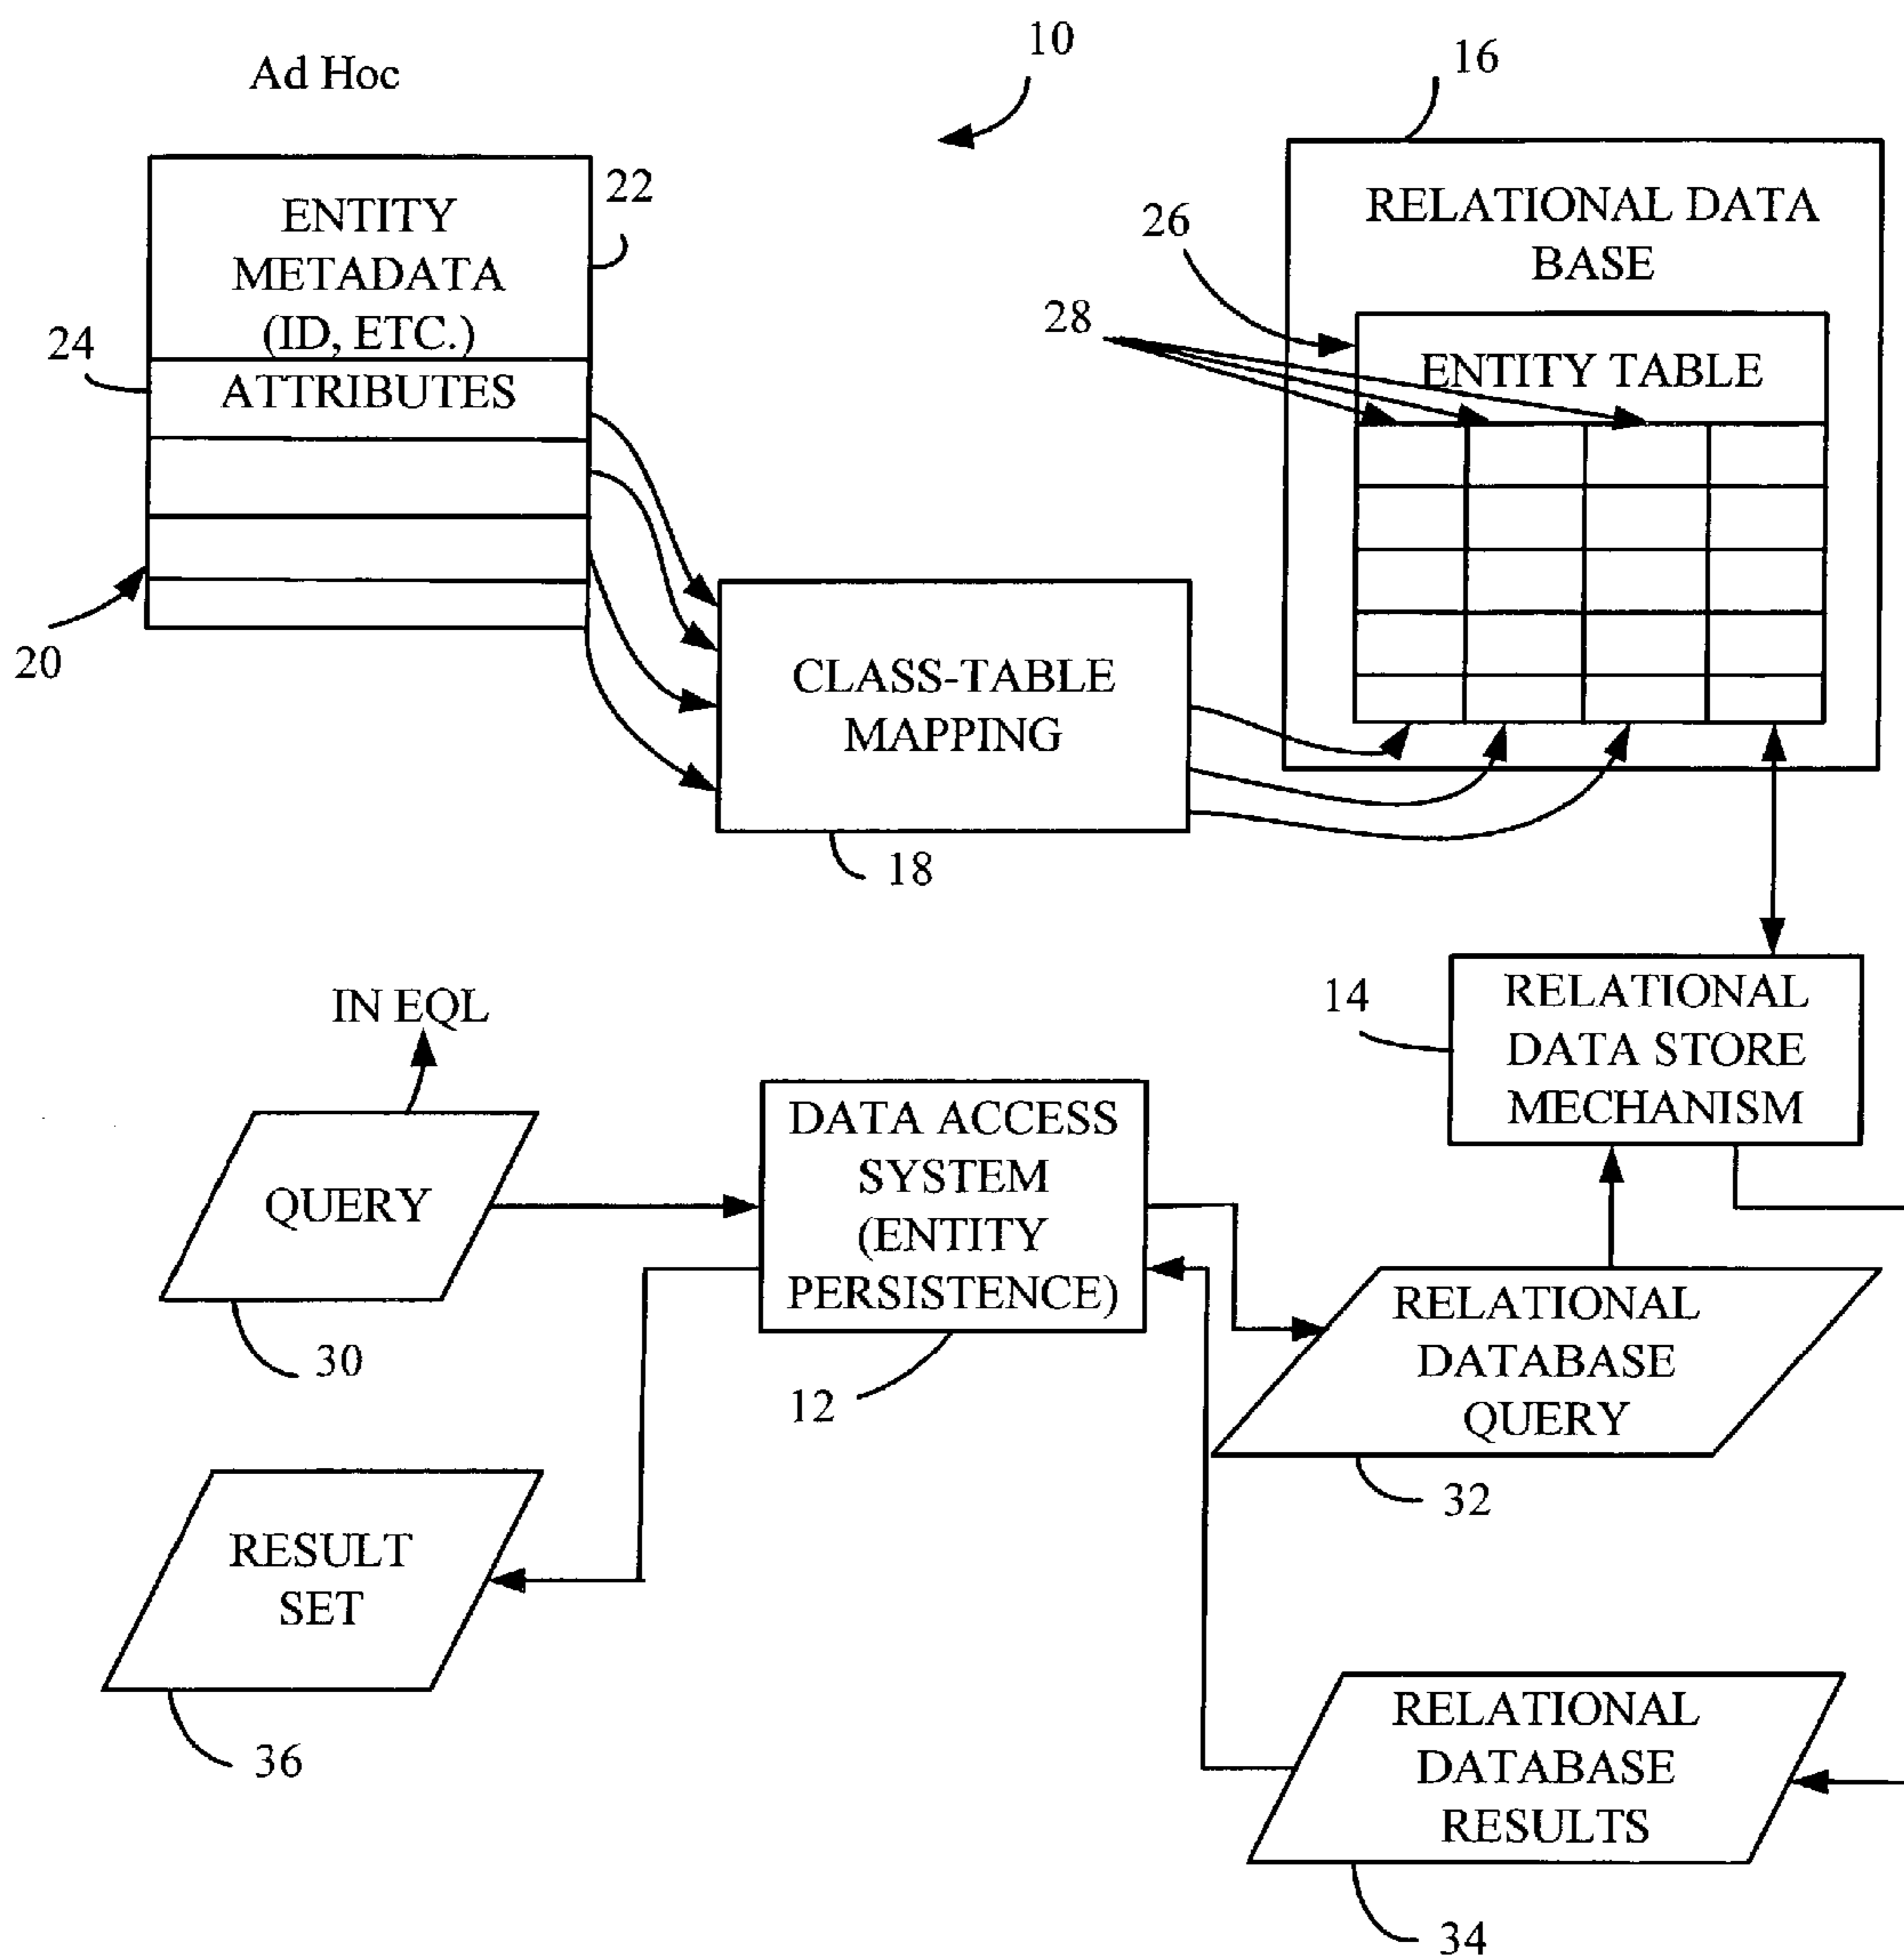 10
16
Ad Hoc
ENTITY
METADATA
(ID, ETC.)
22
24
ATTRIBUTES
20
RELATIONAL DATA
BASE
26
28
ENTITY TABLE
CLASS-TABLE
MAPPING
18
IN EQL
14
RELATIONAL
DATA STORE
MECHANISM
QUERY
30
DATA ACCESS
SYSTEM
(ENTITY
PERSISTENCE)
12
RELATIONAL
DATABASE
QUERY
32
RESULT
SET
36
RELATIONAL
DATABASE
RESULTS
34